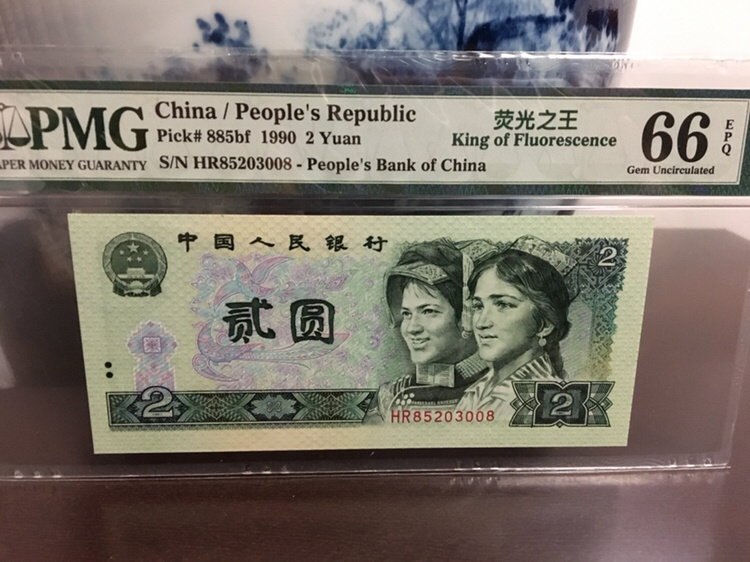 PMG
PAPER MONEY GUARANTY
China / People's Republic
Pick# 885bf 1990 2 Yuan
S/N HR85203008 - People's Bank of China
荧光之王
King of Fluorescence
66
EPQ
Gem Uncirculated
中国人民银行
2
贰圆
2
HR85203008
2